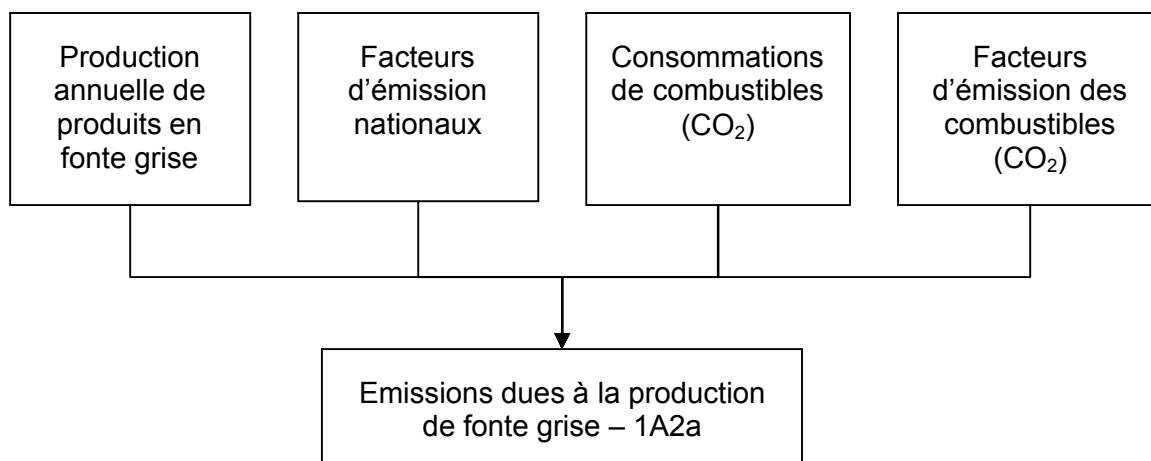 Production
annuelle de
produits en
fonte grise
Facteurs
d’émission
nationaux
Consommations
de combustibles
(CO₂)
Facteurs
d’émission des
combustibles
(CO₂)
Emissions dues à la production
de fonte grise – 1A2a